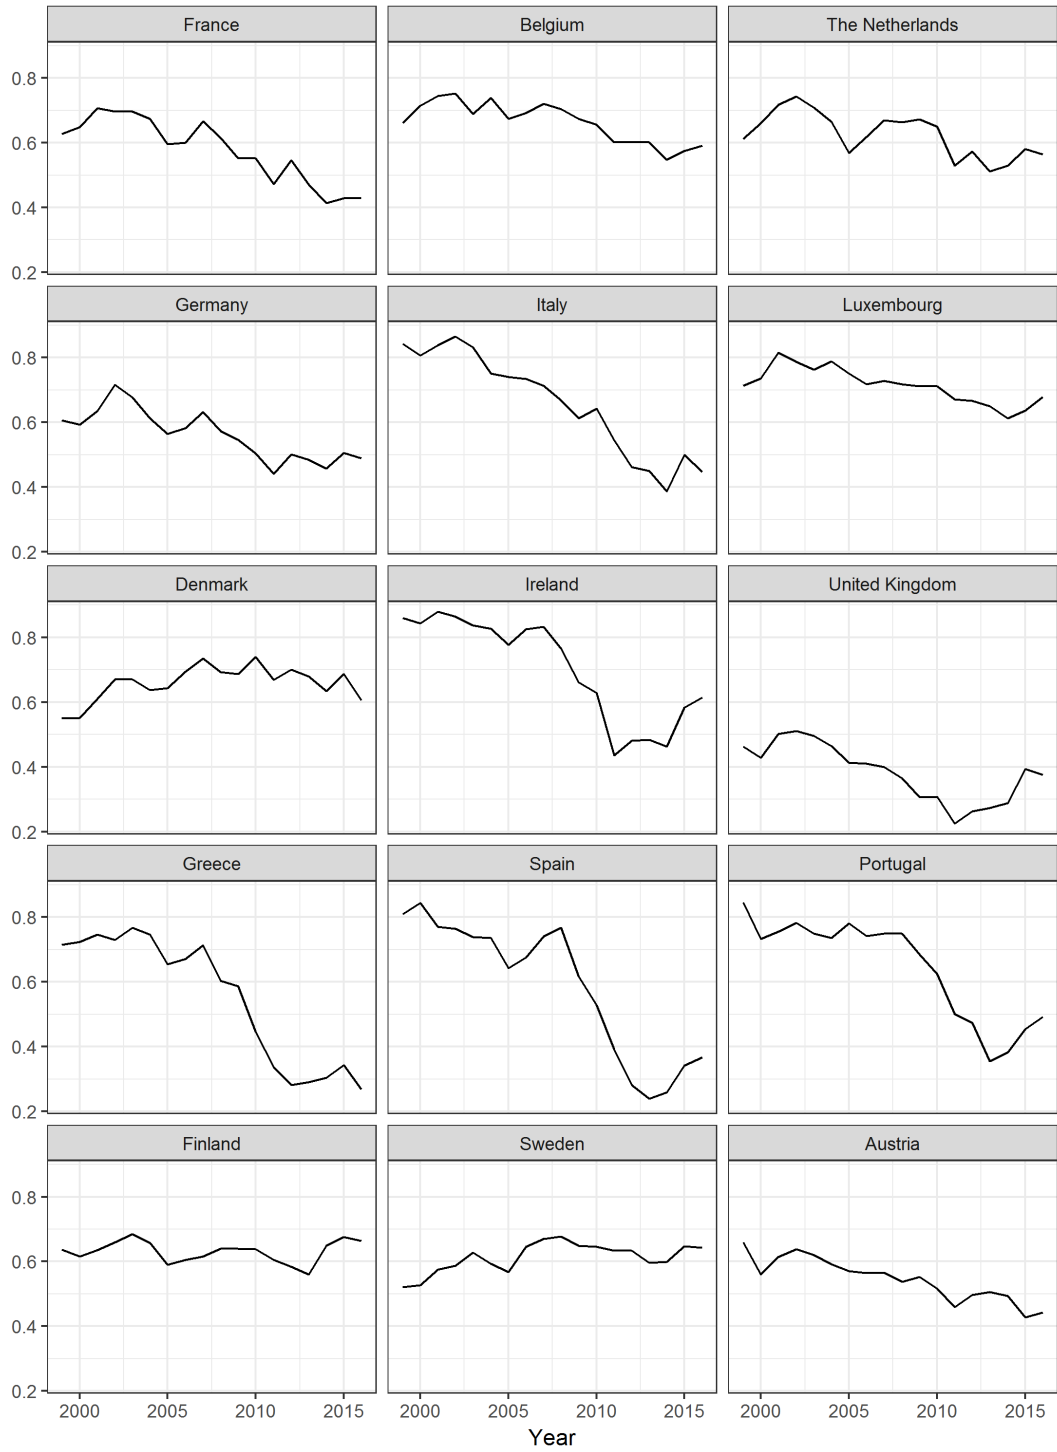 France Belgium The Netherlands
0.8
0.6
0.4
0.2
Germany Italy Luxembourg
0.8
0.6
0.4
0.2
Denmark Ireland United Kingdom
0.8
0.6
0.4
0.2
Greece Spain Portugal
0.8
0.6
0.4
0.2
Finland Sweden Austria
0.8
0.6
0.4
0.2
2000 2005 2010 2015 2000 2005 2010 2015 2000 2005 2010 2015
Year